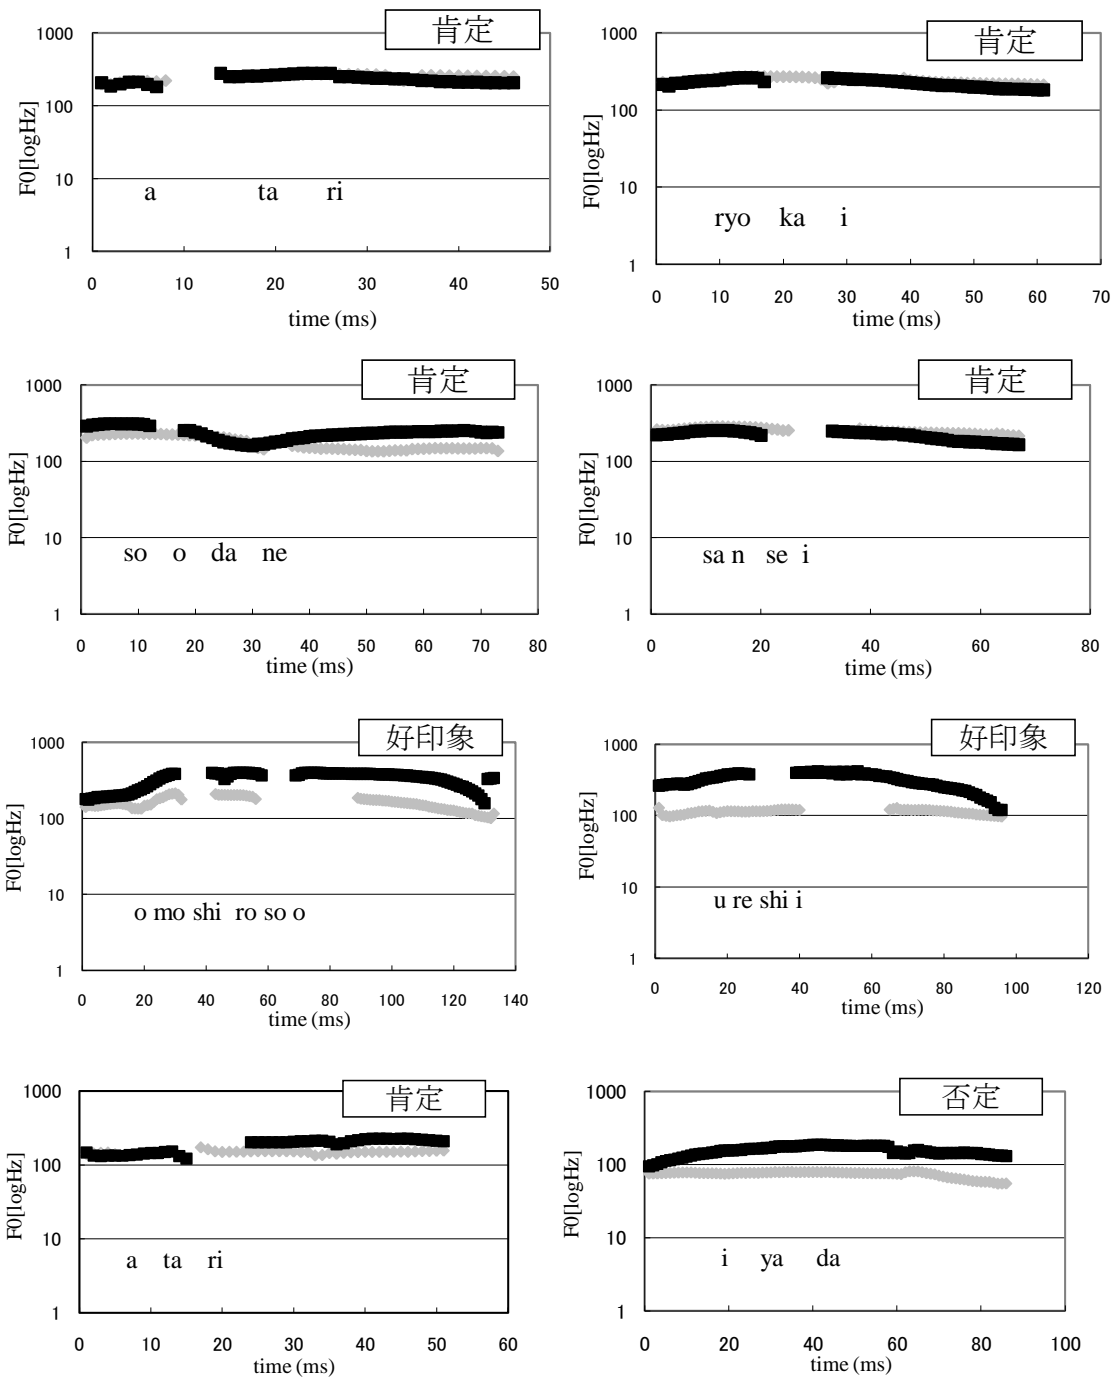 肯定
1000
100
10
1
F0[logHz]
a ta ri
0 10 20 30 40 50
time (ms)
肯定
1000
100
10
1
F0[logHz]
ryo ka i
0 10 20 30 40 50 60 70
time (ms)
肯定
1000
100
10
1
F0[logHz]
so o da ne
0 10 20 30 40 50 60 70 80
time (ms)
肯定
1000
100
10
1
F0[logHz]
sa n se i
0 20 40 60 80
time (ms)
好印象
1000
100
10
1
F0[logHz]
o mo shi ro so o
0 20 40 60 80 100 120 140
time (ms)
好印象
1000
100
10
1
F0[logHz]
u re shi i
0 20 40 60 80 100 120
time (ms)
肯定
1000
100
10
1
F0[logHz]
a ta ri
0 10 20 30 40 50 60
time (ms)
否定
1000
100
10
1
F0[logHz]
i ya da
0 20 40 60 80 100
time (ms)